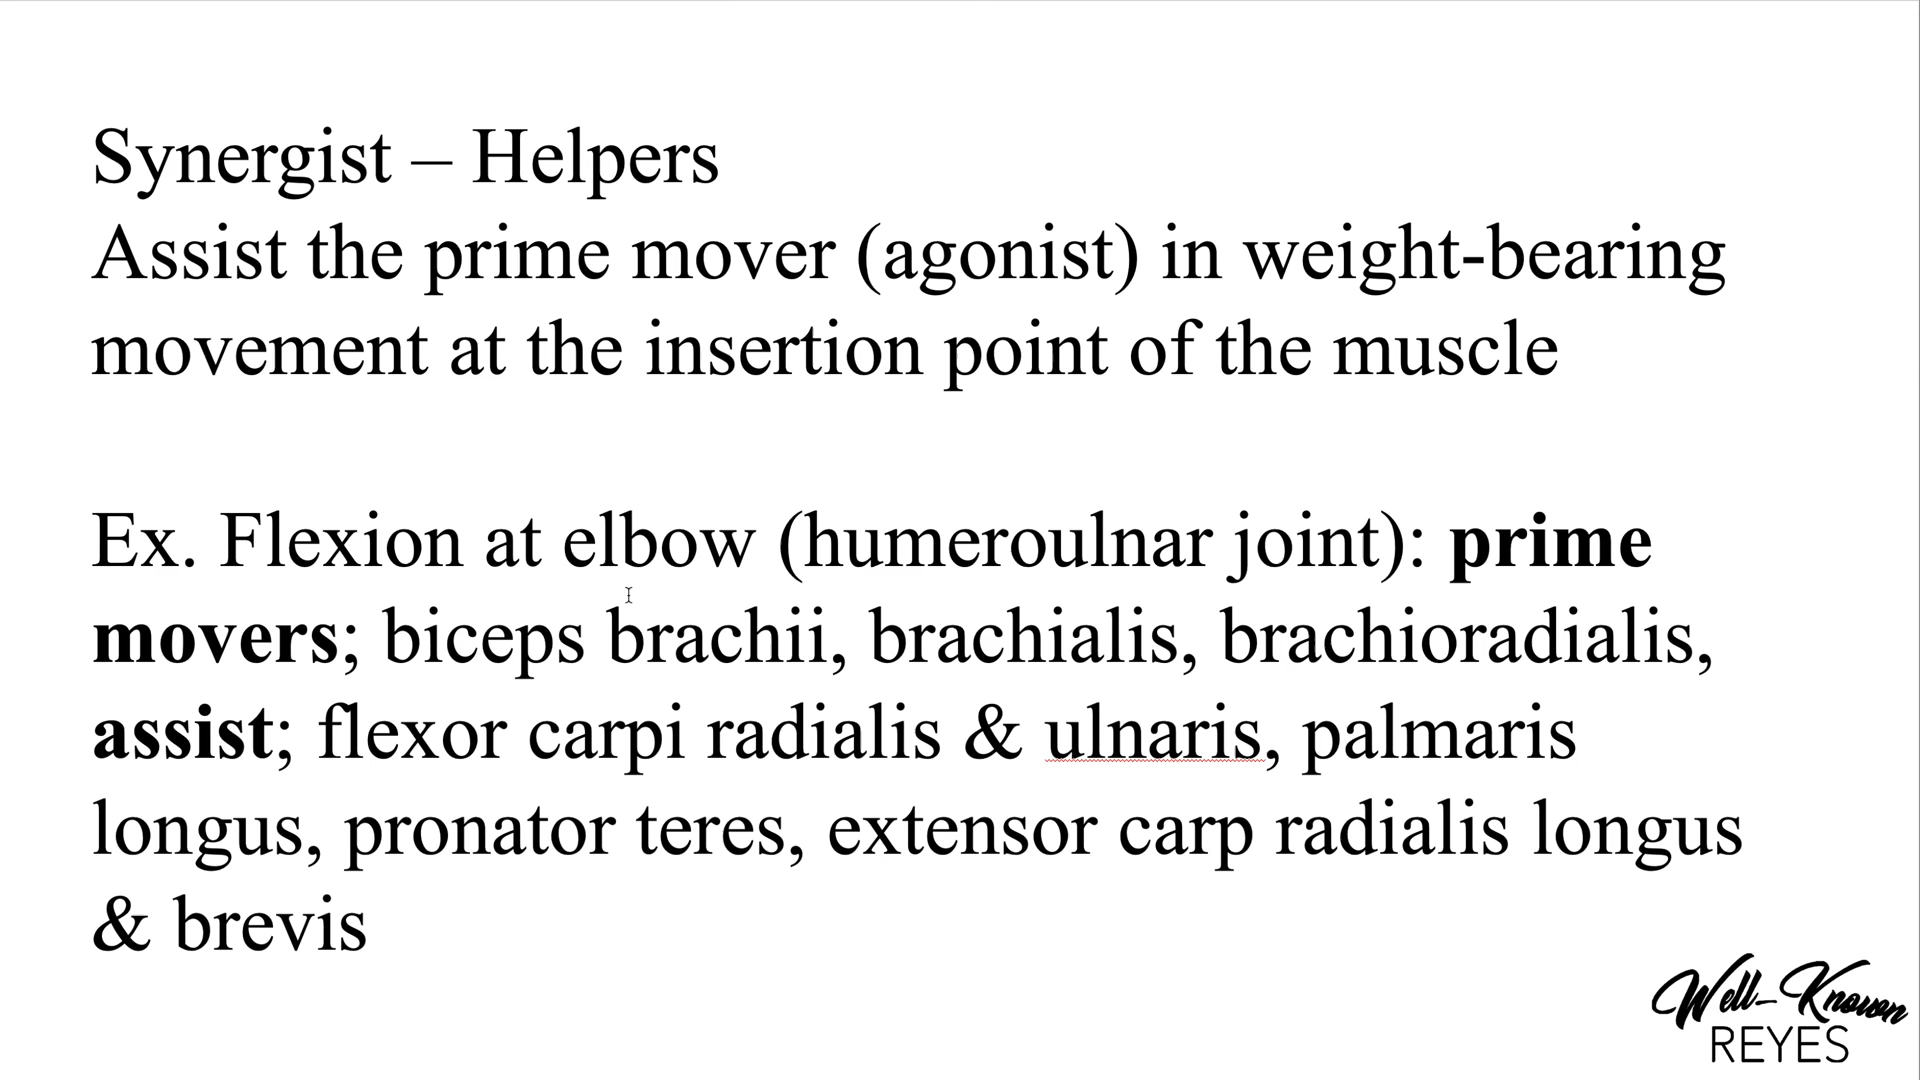 Synergist – Helpers
Assist the prime mover (agonist) in weight-bearing
movement at the insertion point of the muscle
Ex. Flexion at elbow (humeroulnar joint): prime
movers; biceps brachii, brachialis, brachioradialis,
assist; flexor carpi radialis & ulnaris, palmaris
longus, pronator teres, extensor carp radialis longus
& brevis
Well-Known
REYES